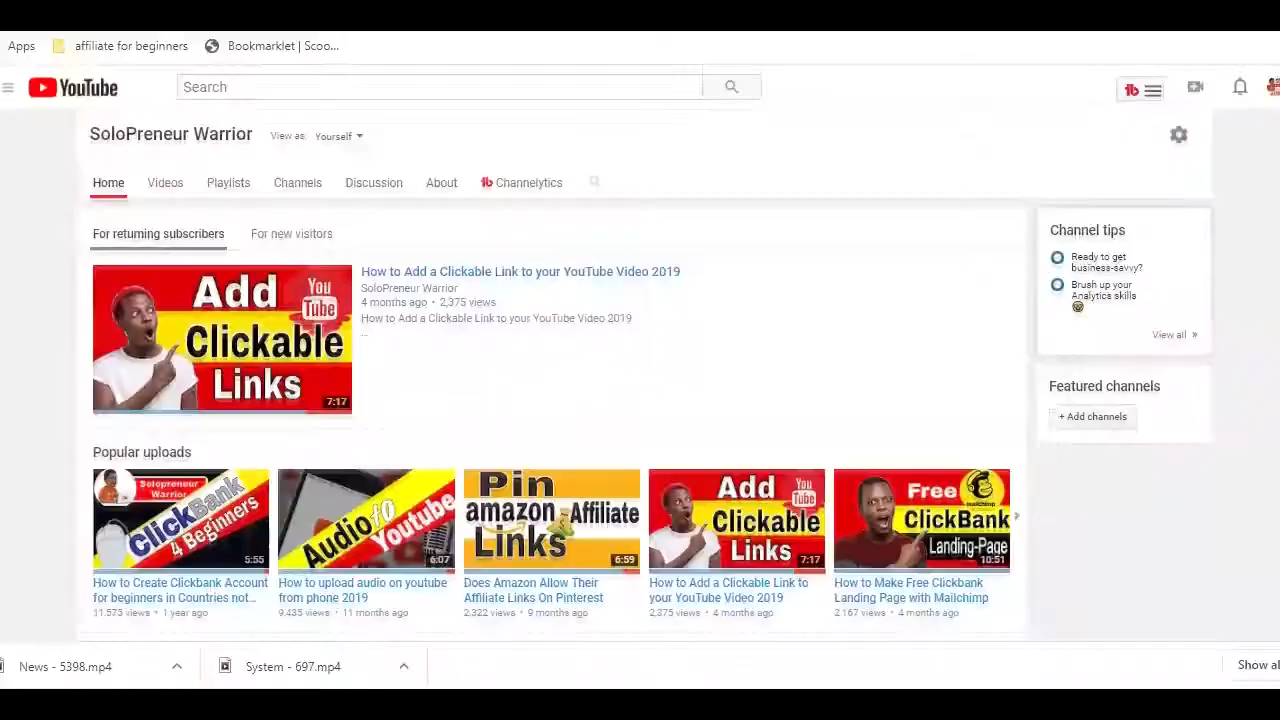 Apps affiliate for beginners Bookmarklet | Scoo...
YouTube Search
SoloPreneur Warrior View as: Yourself
Home Videos Playlists Channels Discussion About Channelytics
For returning subscribers For new visitors
Add You Tube
Clickable
Links
7:17
How to Add a Clickable Link to your YouTube Video 2019
SoloPreneur Warrior
4 months ago • 2,375 views
How to Add a Clickable Link to your YouTube Video 2019
...
Channel tips
Ready to get
business-savvy?
Brush up your
Analytics skills
View all »
Featured channels
+ Add channels
Popular uploads
Solopreneur
Warrior
ClickBank
4 Beginners
5:55
How to Create Clickbank Account
for beginners in Countries not...
11,573 views • 1 year ago
Audio to
Youtube
6:07
How to upload audio on youtube
from phone 2019
9,435 views • 11 months ago
Pin
amazon Affiliate
Links
6:59
Does Amazon Allow Their
Affiliate Links On Pinterest
2,322 views • 9 months ago
Add You Tube
Clickable
Links
7:17
How to Add a Clickable Link to
your YouTube Video 2019
2,375 views • 4 months ago
Free mailchimp
ClickBank
Landing-Page
10:51
How to Make Free Clickbank
Landing Page with Mailchimp
2,167 views • 4 months ago
News - 5398.mp4 System - 697.mp4 Show al